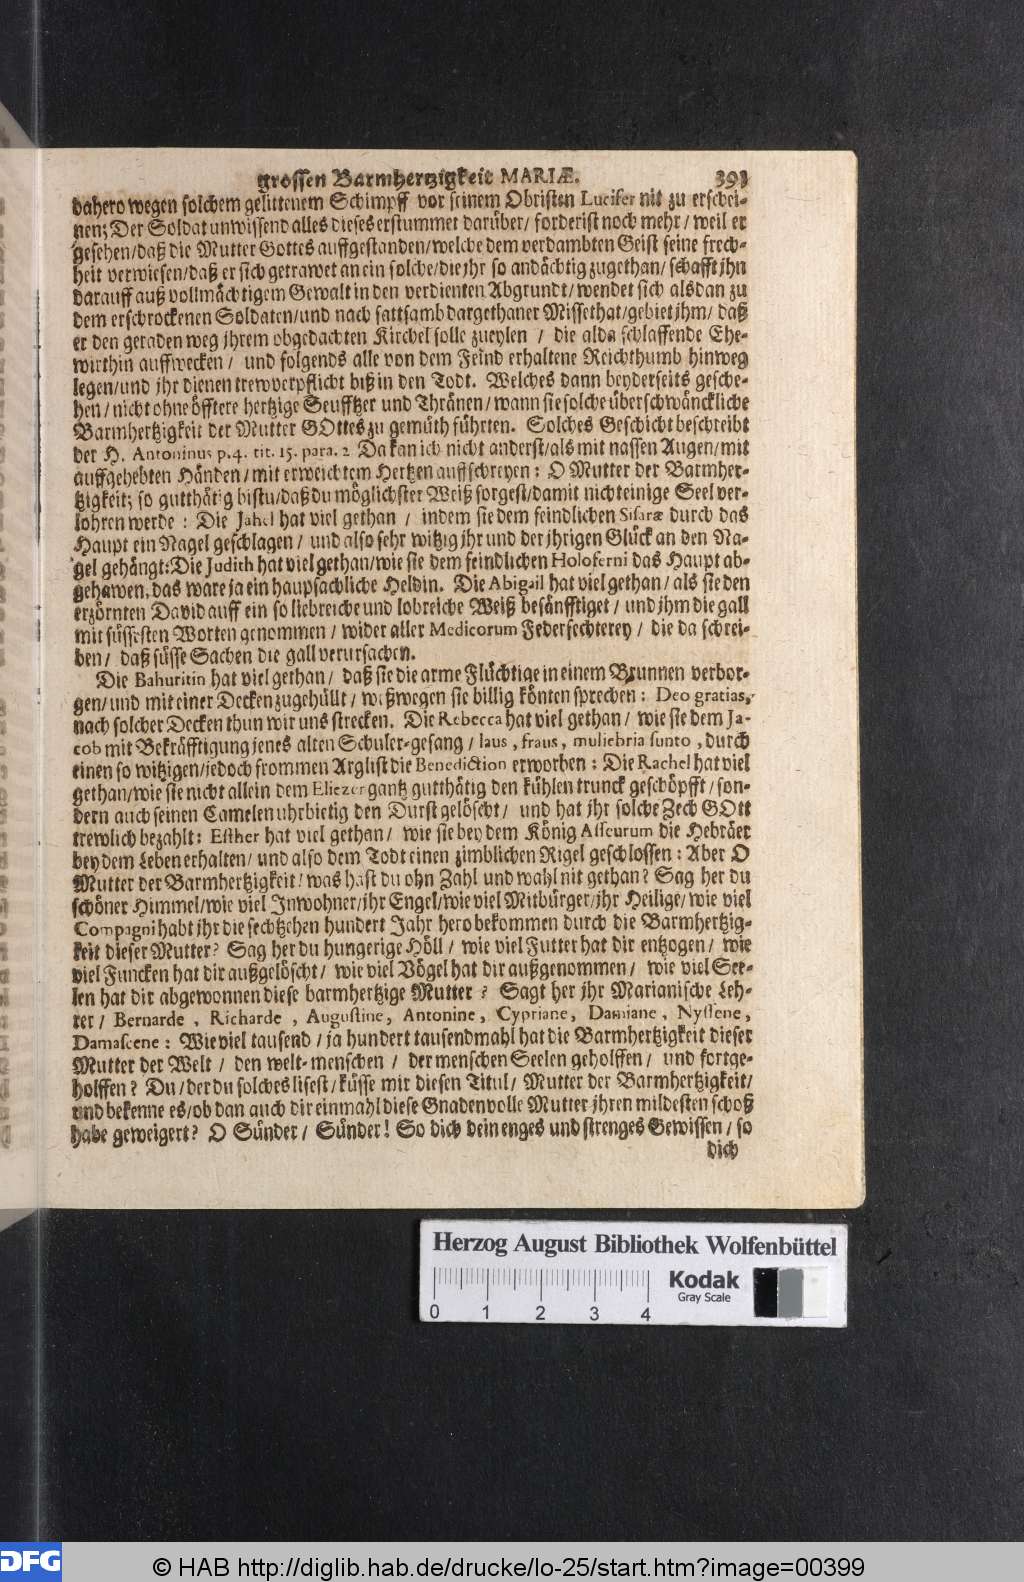 grossen Barmhertzigkeit MARIÆ. 393
dahero wegen solchem gelittenem Schimpff vor seinem Obristen Lucifer nit zu erschei-
nen; Der Soldat unwissend alles dieses erstummet darüber / forderist noch mehr / weil er
gesehen / daß die Mutter Gottes auffgestanden / welche dem verdambten Geist seine frech-
heit verwiesen / daß er sich getrawet an ein solche / die jhr so andächtig zugethan / schafft jhn
darauff auß vollmächtigem Gewalt in den verdienten Abgrundt / wendet sich alsdan zu
dem erschrockenen Soldaten / und nach sattsamb dargethaner Missethat / gebiet jhm / daß
er den geraden weg jhrem obgedachten Kirchel solle zueylen / die alda schlaffende Ehe-
wirthin auffwecken / und folgends alle von dem Feind erhaltene Reichthumb hinweg
legen / und jhr dienen trew verpflicht biß in den Todt. Welches dann beyderseits gesche-
hen / nicht ohne öfftere hertzige Seufftzer und Thränen / wann sie solche überschwänckliche
Barmhertzigkeit der Mutter GOttes zu gemüth führten. Solches Geschicht beschreibt
der H. Antoninus p. 4. tit. 15. para. 2 Da kan ich nicht anderst / als mit nassen Augen / mit
auffgehebten Händen / mit erweichtem Hertzen auffschreyen: O Mutter der Barmher-
tzigkeit; so gutthätig bistu / daß du möglichster Weiß sorgest / damit nicht einige Seel ver-
lohren werde : Die Jahel hat viel gethan / indem sie dem feindlichen Sisaræ durch das
Haupt ein Nagel geschlagen / und also sehr witzig jhr und der jhrigen Glück an den Na-
gel gehängt: Die Judith hat viel gethan / wie sie dem feindlichen Holoferni das Haupt ab-
gehawen, das ware ja ein haupsachliche Heldin. Die Abigail hat viel gethan / als sie den
erzörnten David auff ein so liebreiche und lobreiche Weiß besänfftiget / und jhm die gall
mit süssesten Worten genommen / wider aller Medicorum Federfechterey / die da schrei-
ben / daß süsse Sachen die gall verursachen.
Die Bahuritin hat viel gethan / daß sie die arme Flüchtige in einem Brunnen verbor-
gen / und mit einer Decken zugehüllt / weßwegen sie billig könten sprechen: Deo gratias,
nach solcher Decken thun wir uns strecken. Die Rebecca hat viel gethan / wie sie dem Ja-
cob mit Bekräfftigung jenes alten Schuler-gesang / laus, fraus, muliebria sunto, durch
einen so witzigen / jedoch frommen Arglist die Benediction erworben: Die Rachel hat viel
gethan / wie sie nicht allein dem Eliezer gantz gutthätig den kühlen trunck geschöpfft / son-
dern auch seinen Camelen uhrbietig den Durst gelöscht / und hat jhr solche Zech GOtt
trewlich bezahlt: Esther hat viel gethan / wie sie bey dem König Asseurum die Hebräer
bey dem Leben erhalten / und also dem Todt einen zimblichen Rigel geschlossen : Aber O
Mutter der Barmhertzigkeit! was hast du ohn Zahl und wahl nit gethan? Sag her du
schöner Himmel / wie viel Inwohner / jhr Engel / wie viel Mitbürger / jhr Heilige / wie viel
Compagni habt jhr die sechtzehen hundert Jahr hero bekommen durch die Barmhertzig-
keit dieser Mutter? Sag her du hungerige Höll / wie viel Futter hat dir entzogen / wie
viel Funcken hat dir außgelöscht / wie viel Vögel hat dir außgenommen / wie viel See-
len hat dir abgewonnen diese barmhertzige Mutter? Sagt her jhr Marianische Leh-
rer / Bernarde, Richarde, Augustine, Antonine, Cypriane, Damiane, Nyssene,
Damascene: Wie viel tausend / ja hundert tausendmahl hat die Barmhertzigkeit dieser
Mutter der Welt / den welt-menschen / der menschen Seelen geholffen / und fortge-
holffen? Du / der du solches lisest / küsse mir diesen Titul / Mutter der Barmhertzigkeit /
und bekenne es / ob dan auch dir einmahl diese Gnadenvolle Mutter jhren mildesten schoß
habe geweigert? O Sünder / Sünder! So dich dein enges und strenges Gewissen / so
dich
Herzog August Bibliothek Wolfenbüttel
Kodak
Gray Scale
0 1 2 3 4
DFG © HAB http://diglib.hab.de/drucke/lo-25/start.htm?image=00399